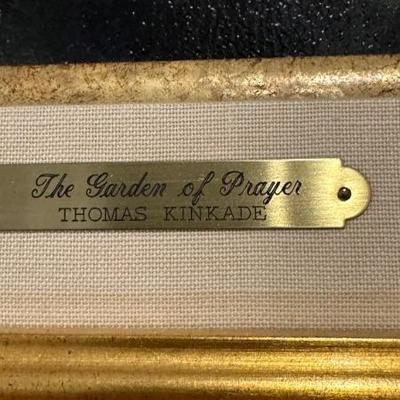 The Garden of Prayer
THOMAS KINKADE